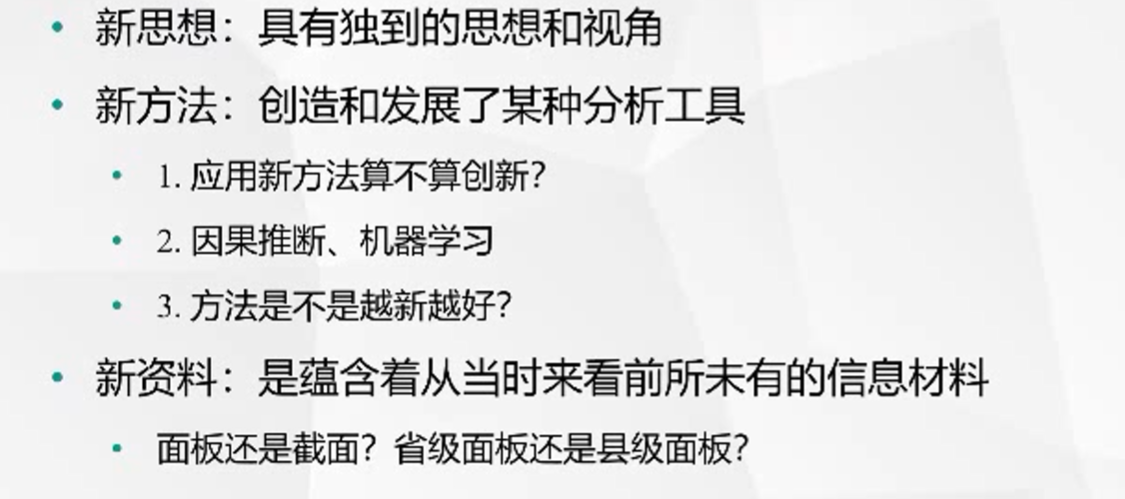 • 新思想：具有独到的思想和视角
• 新方法：创造和发展了某种分析工具
• 1. 应用新方法算不算创新？
• 2. 因果推断、机器学习
• 3. 方法是不是越新越好？
• 新资料：是蕴含着从当时来看前所未有的信息材料
• 面板还是截面？省级面板还是县级面板？